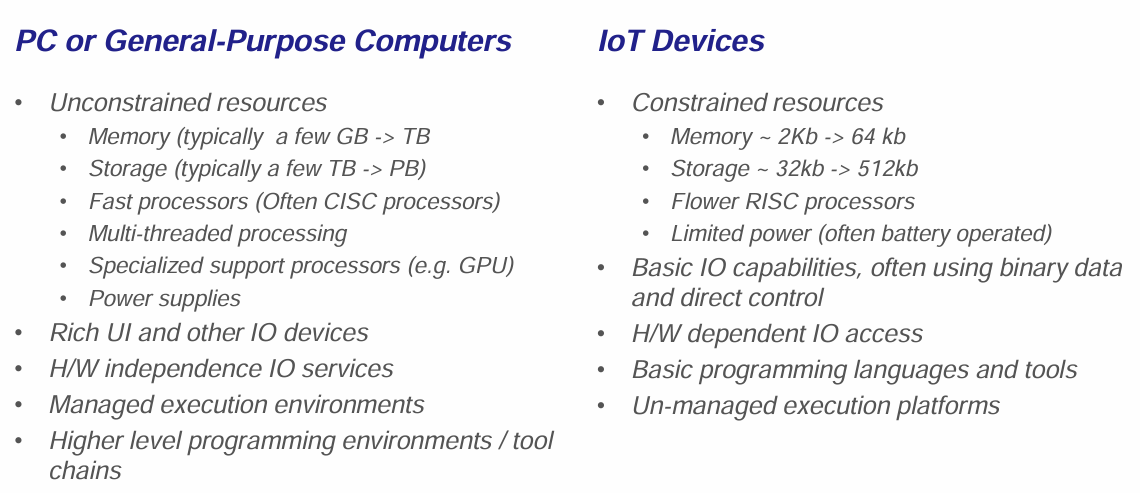 PC or General-Purpose Computers
• Unconstrained resources
• Memory (typically a few GB -> TB
• Storage (typically a few TB -> PB)
• Fast processors (Often CISC processors)
• Multi-threaded processing
• Specialized support processors (e.g. GPU)
• Power supplies
• Rich UI and other IO devices
• H/W independence IO services
• Managed execution environments
• Higher level programming environments / tool
chains
IoT Devices
• Constrained resources
• Memory ~ 2Kb -> 64 kb
• Storage ~ 32kb -> 512kb
• Flower RISC processors
• Limited power (often battery operated)
• Basic IO capabilities, often using binary data
and direct control
• H/W dependent IO access
• Basic programming languages and tools
• Un-managed execution platforms